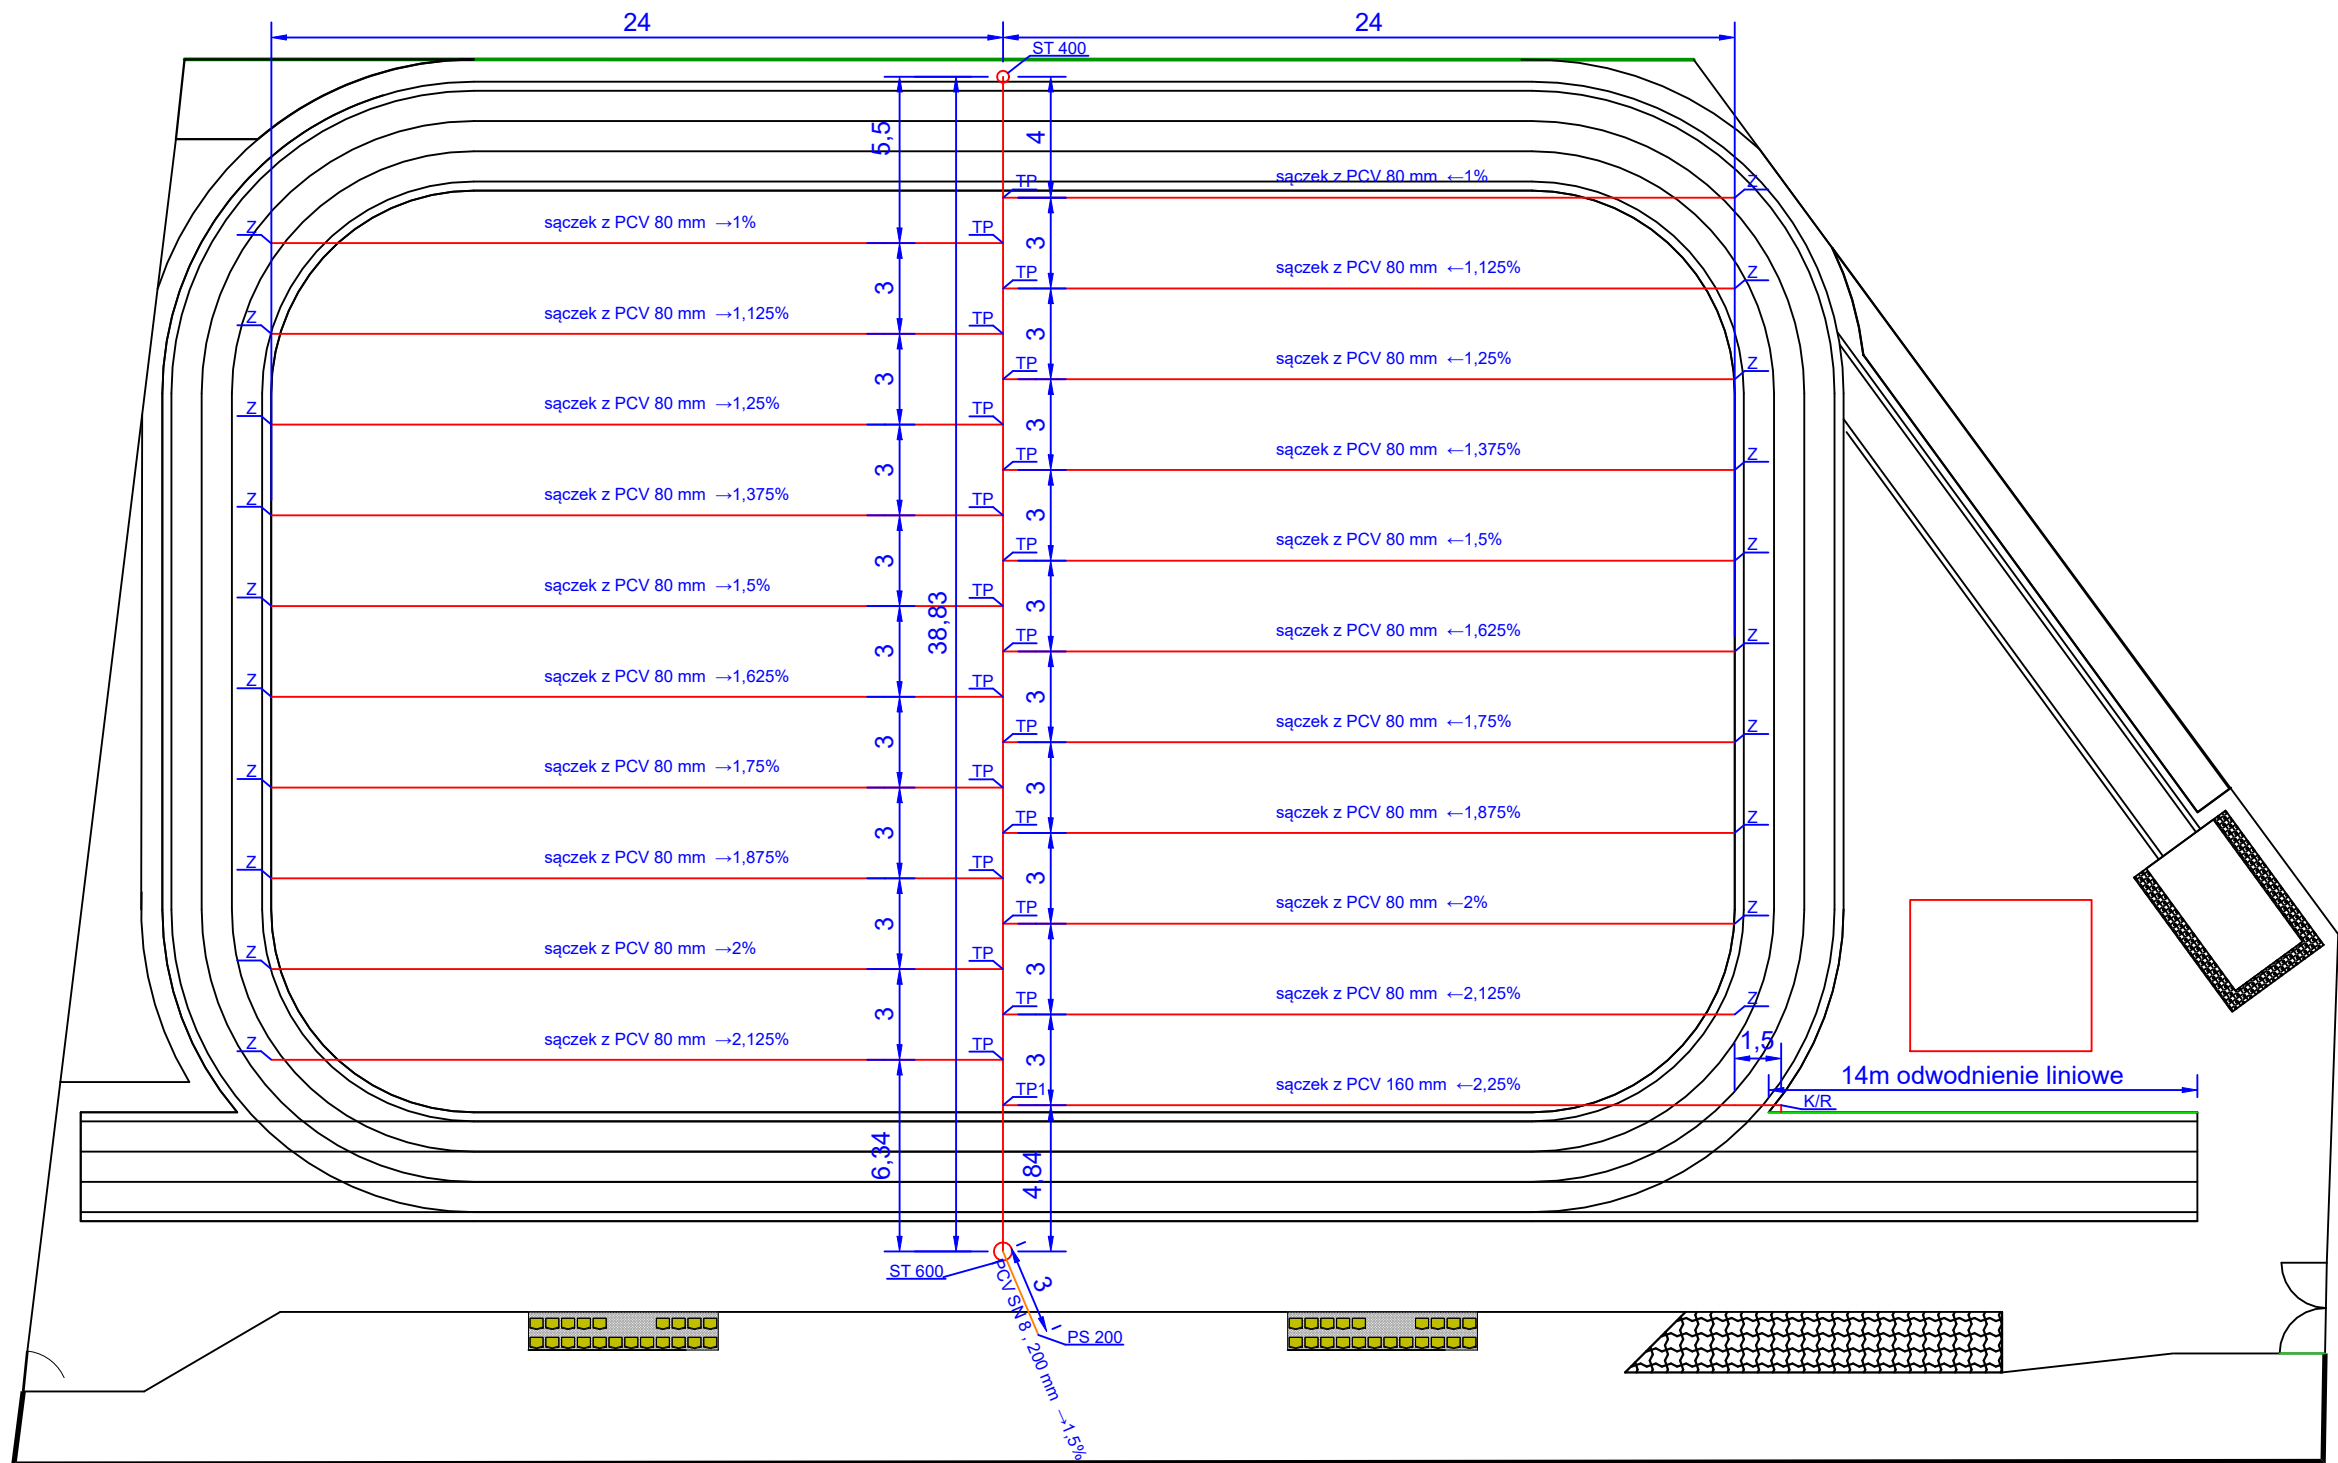 24
24
ST 400
5,5
4
TP
sączek z PCV 80 mm ←1%
Z
Z
sączek z PCV 80 mm →1%
TP
3
TP
sączek z PCV 80 mm ←1,125%
Z
3
Z
sączek z PCV 80 mm →1,125%
TP
3
TP
sączek z PCV 80 mm ←1,25%
Z
3
Z
sączek z PCV 80 mm →1,25%
TP
3
TP
sączek z PCV 80 mm ←1,375%
Z
3
Z
sączek z PCV 80 mm →1,375%
TP
3
TP
sączek z PCV 80 mm ←1,5%
Z
3
Z
sączek z PCV 80 mm →1,5%
TP
38,83
3
TP
sączek z PCV 80 mm ←1,625%
Z
3
Z
sączek z PCV 80 mm →1,625%
TP
3
TP
sączek z PCV 80 mm ←1,75%
Z
3
Z
sączek z PCV 80 mm →1,75%
TP
3
TP
sączek z PCV 80 mm ←1,875%
Z
3
Z
sączek z PCV 80 mm →1,875%
TP
3
TP
sączek z PCV 80 mm ←2%
Z
3
Z
sączek z PCV 80 mm →2%
TP
3
TP
sączek z PCV 80 mm ←2,125%
Z
3
Z
sączek z PCV 80 mm →2,125%
TP
3
1,5
14m odwodnienie liniowe
TP1
sączek z PCV 160 mm ←2,25%
K/R
6,34
4,84
ST 600
3
PCV SN 8 , 200 mm →1,5%
PS 200